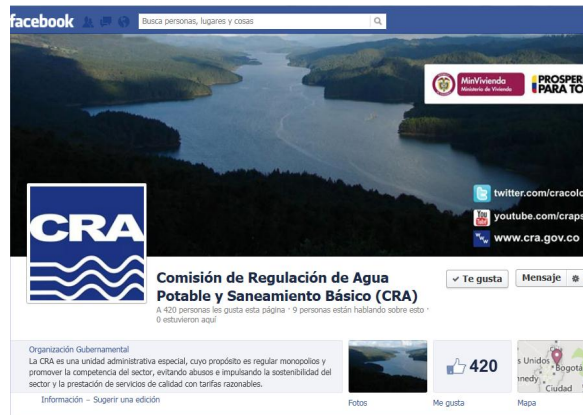 facebook
Busca personas, lugares y cosas
MinVivienda
Ministerio de Vivienda
PROSPER
PARA TO
twitter.com/cracolo
You
youtube.com/craps
www.cra.gov.co
CRA
Comisión de Regulación de Agua
Potable y Saneamiento Básico (CRA)
Te gusta
Mensaje
A 420 personas les gusta esta página · 9 personas están hablando sobre esto ·
0 estuvieron aquí
Organización Gubernamental
La CRA es una unidad administrativa especial, cuyo propósito es regular monopolios y
promover la competencia del sector, evitando abusos e impulsando la sostenibilidad del
sector y la prestación de servicios de calidad con tarifas razonables.
Información – Sugerir una edición
420
s Unidos
Bogotá
nnedy
Ciudad
Fotos
Me gusta
Mapa